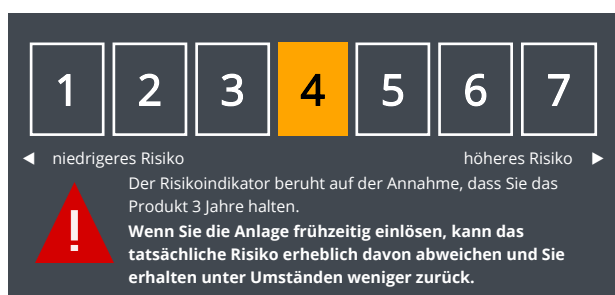 1 2 3 4 5 6 7
◀ niedrigeres Risiko höheres Risiko ▶
Der Risikoindikator beruht auf der Annahme, dass Sie das
Produkt 3 Jahre halten.
Wenn Sie die Anlage frühzeitig einlösen, kann das
tatsächliche Risiko erheblich davon abweichen und Sie
erhalten unter Umständen weniger zurück.
!